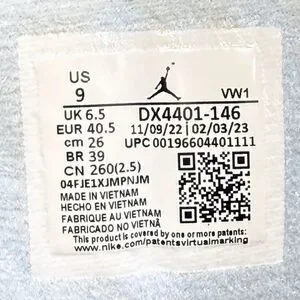 US
9
VW1
UK 6.5
EUR 40.5
cm 26
BR 39
CN 260(2.5)
DX4401-146
11/09/22 | 02/03/23
UPC 00196604401111
04FJE1XJMPNJM
MADE IN VIETNAM
HECHO EN VIETNAM
FABRIQUE AU VIETNAM
FABRICADO NO VIETNÃ
This product is covered by one or more
www.nike.com/patentsvirtualmarking